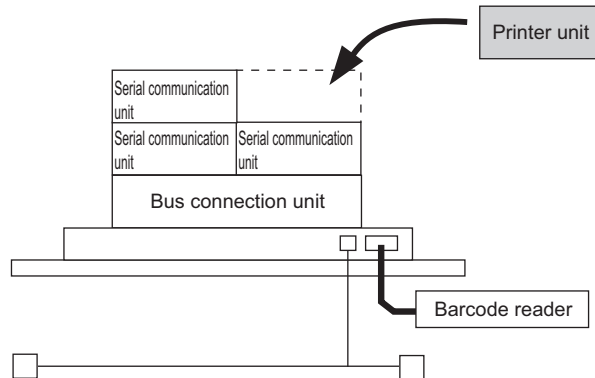 Printer unit
Serial communication
unit
Serial communication
unit
Serial communication
unit
Bus connection unit
Barcode reader